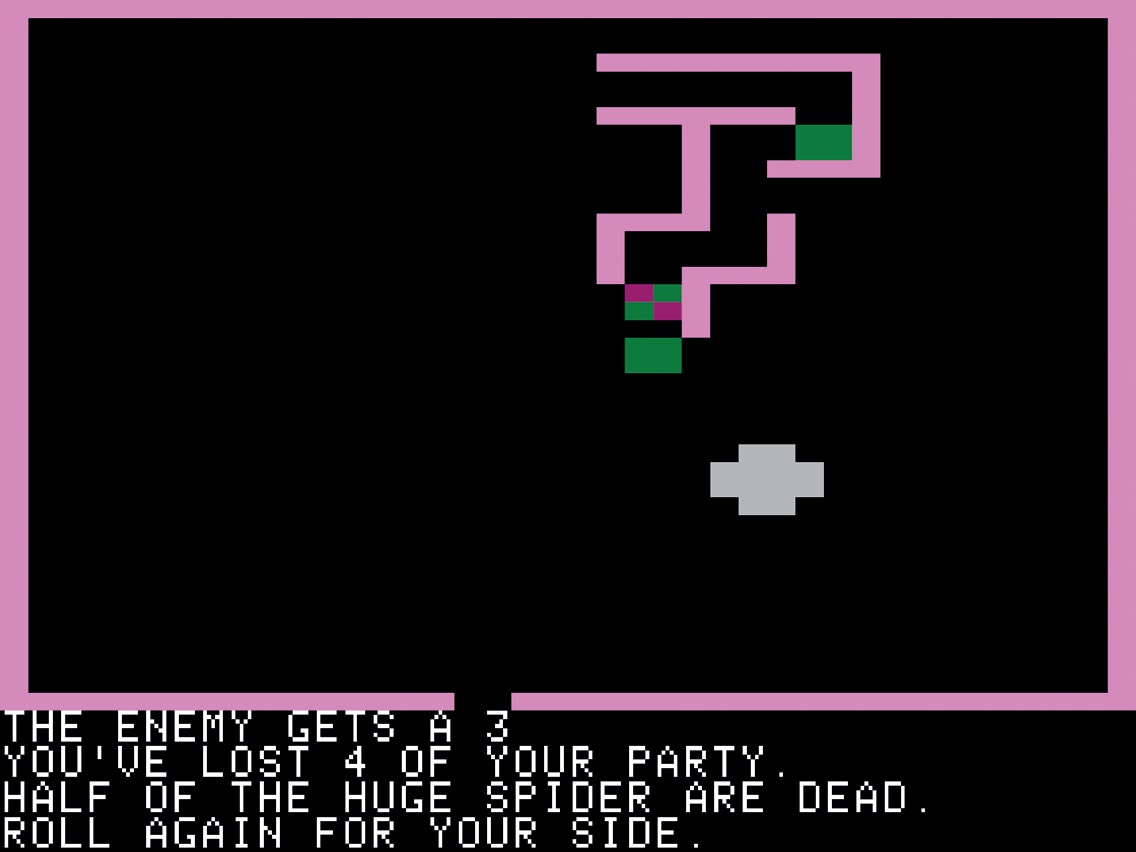 THE ENEMY GETS A 3
YOU'VE LOST 4 OF YOUR PARTY.
HALF OF THE HUGE SPIDER ARE DEAD.
ROLL AGAIN FOR YOUR SIDE.